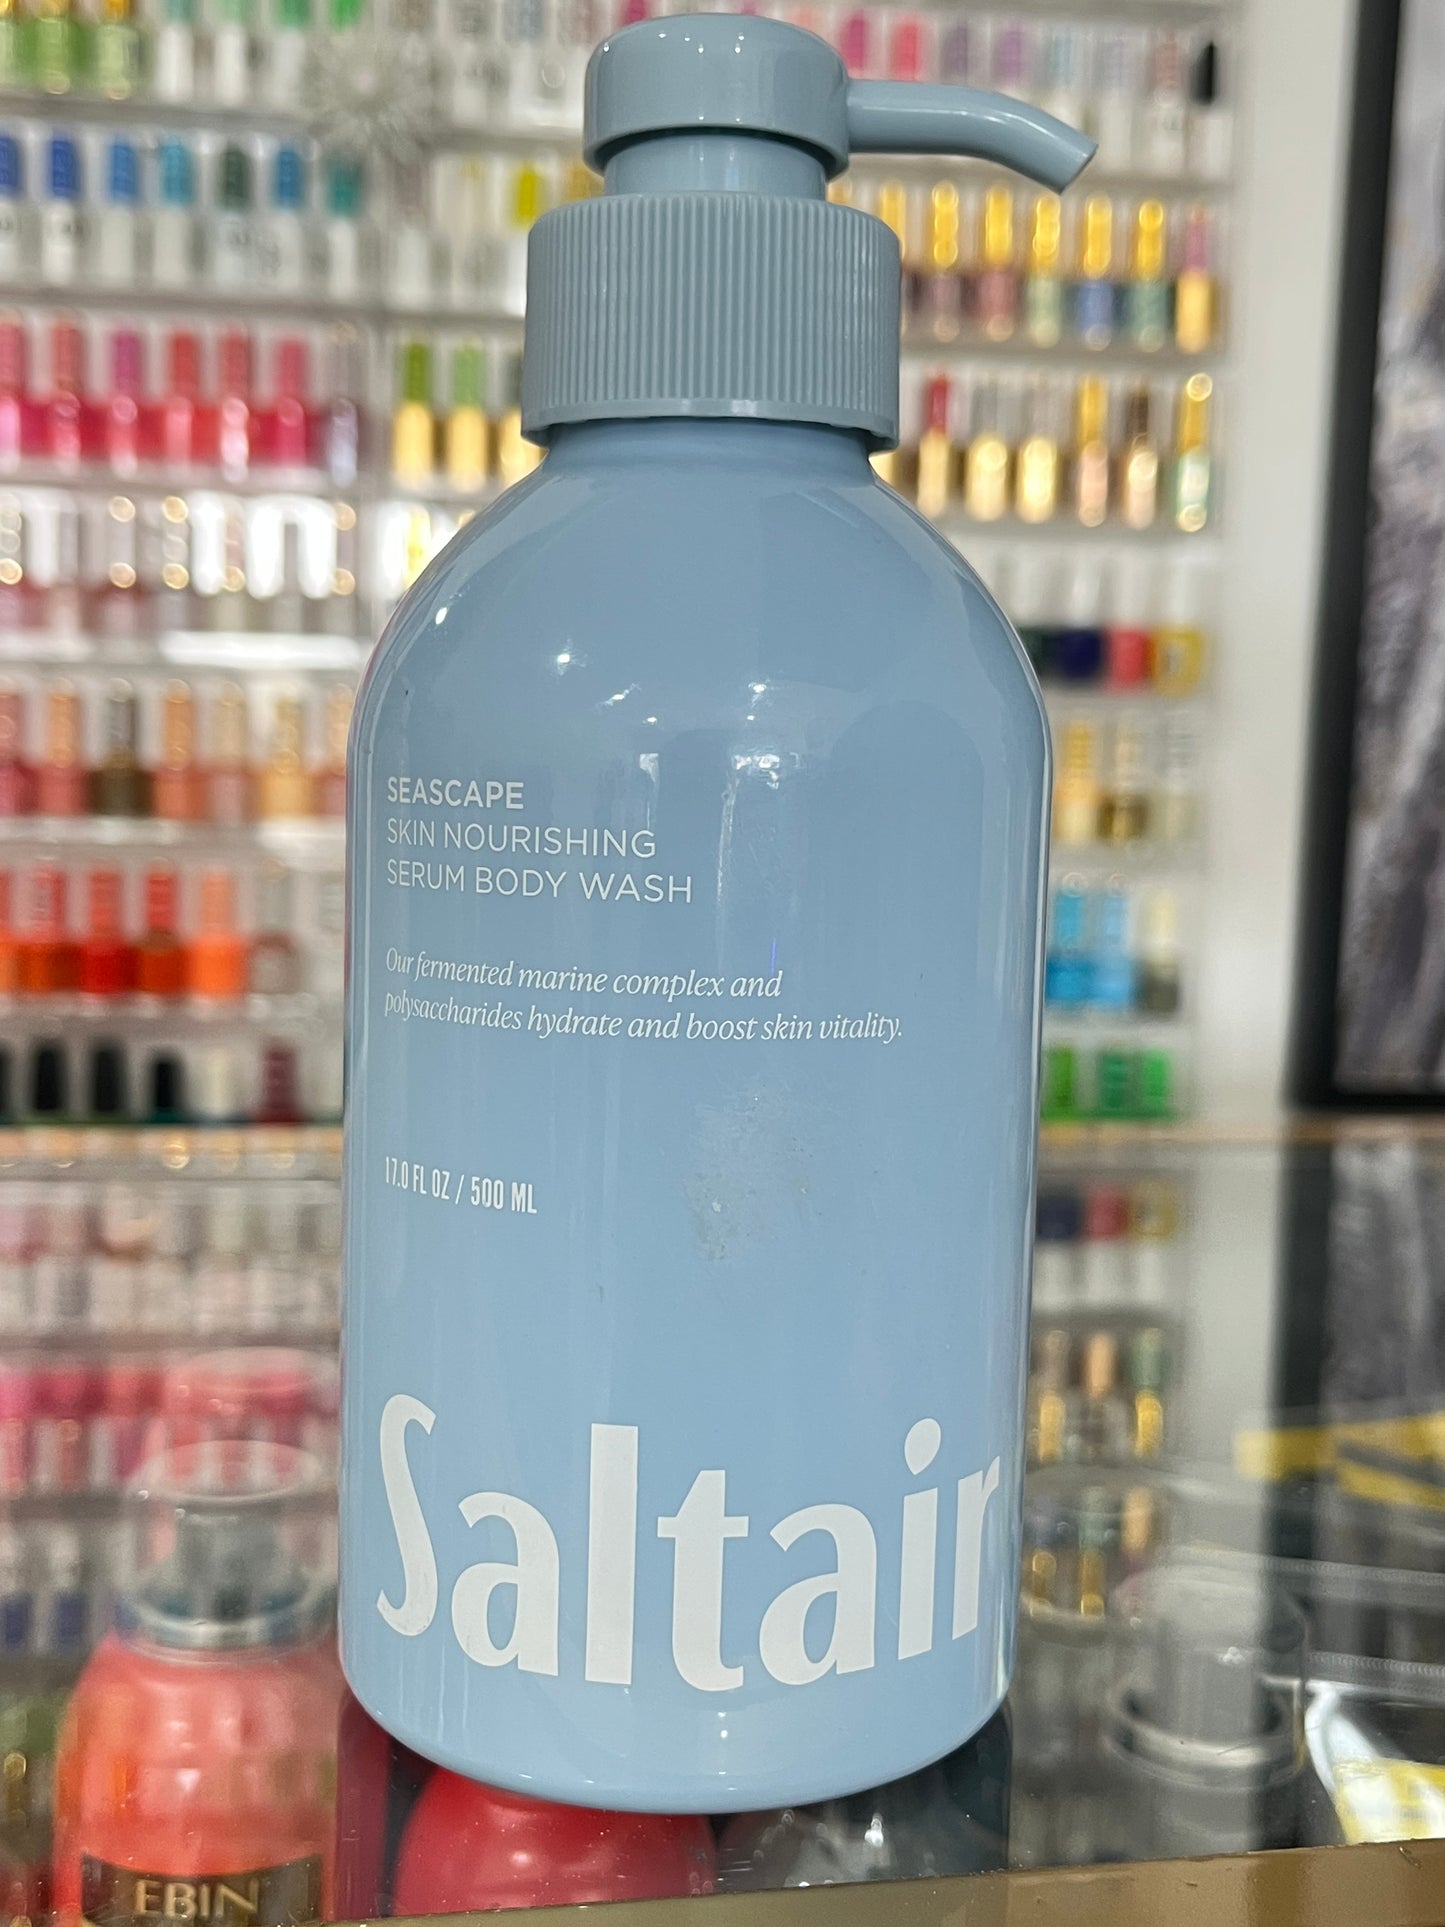 SEASCAPE
SKIN NOURISHING
SERUM BODY WASH
Our fermented marine complex and
polysaccharides hydrate and boost skin vitality.
17.0 FL OZ / 500 ML
Saltair
EBIN